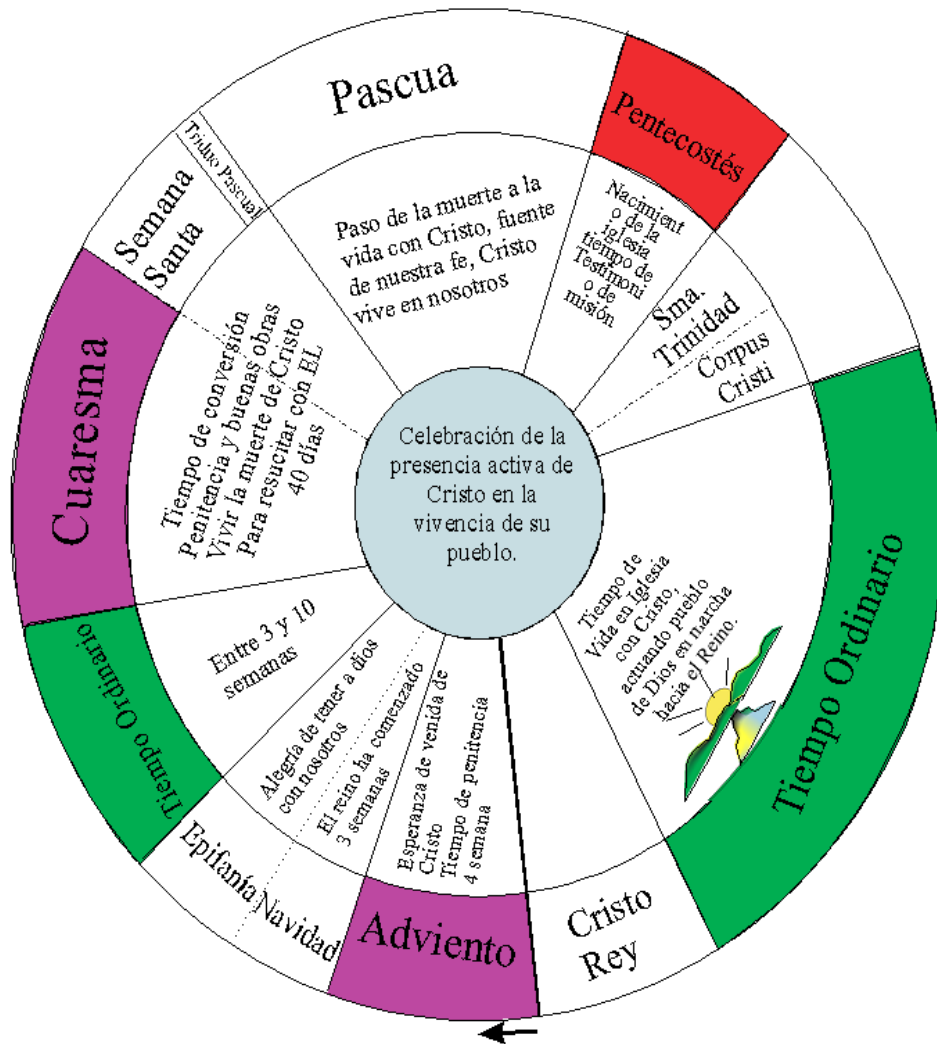 Pascua
Pentecostés
Triduo Pascual
Semana
Santa
Paso de la muerte a la
vida con Cristo, fuente
de nuestra fe, Cristo
vive en nosotros
Nacimient
o de la
iglesia
tiempo de
Testimoni
o de
misión
Sma.
Trinidad
Corpus
Cristi
Cuaresma
Tiempo de conversión
Penitencia y buenas obras
Vivir la muerte de Cristo
Para resucitar con EL
40 días
Celebración de la
presencia activa de
Cristo en la
vivencia de su
pueblo.
Tiempo Ordinario
Tiempo de
Vida en Iglesia
con Cristo,
actuando pueblo
de Dios en marcha
hacia el Reino.
Tiempo Ordinario
Entre 3 y 10
semanas
Alegría de tener a dios
con nosotros
El reino ha comenzado
3 semanas
Esperanza de venida de
Cristo
Tiempo de penitencia
4 semana
Epifanía
Navidad
Adviento
Cristo
Rey